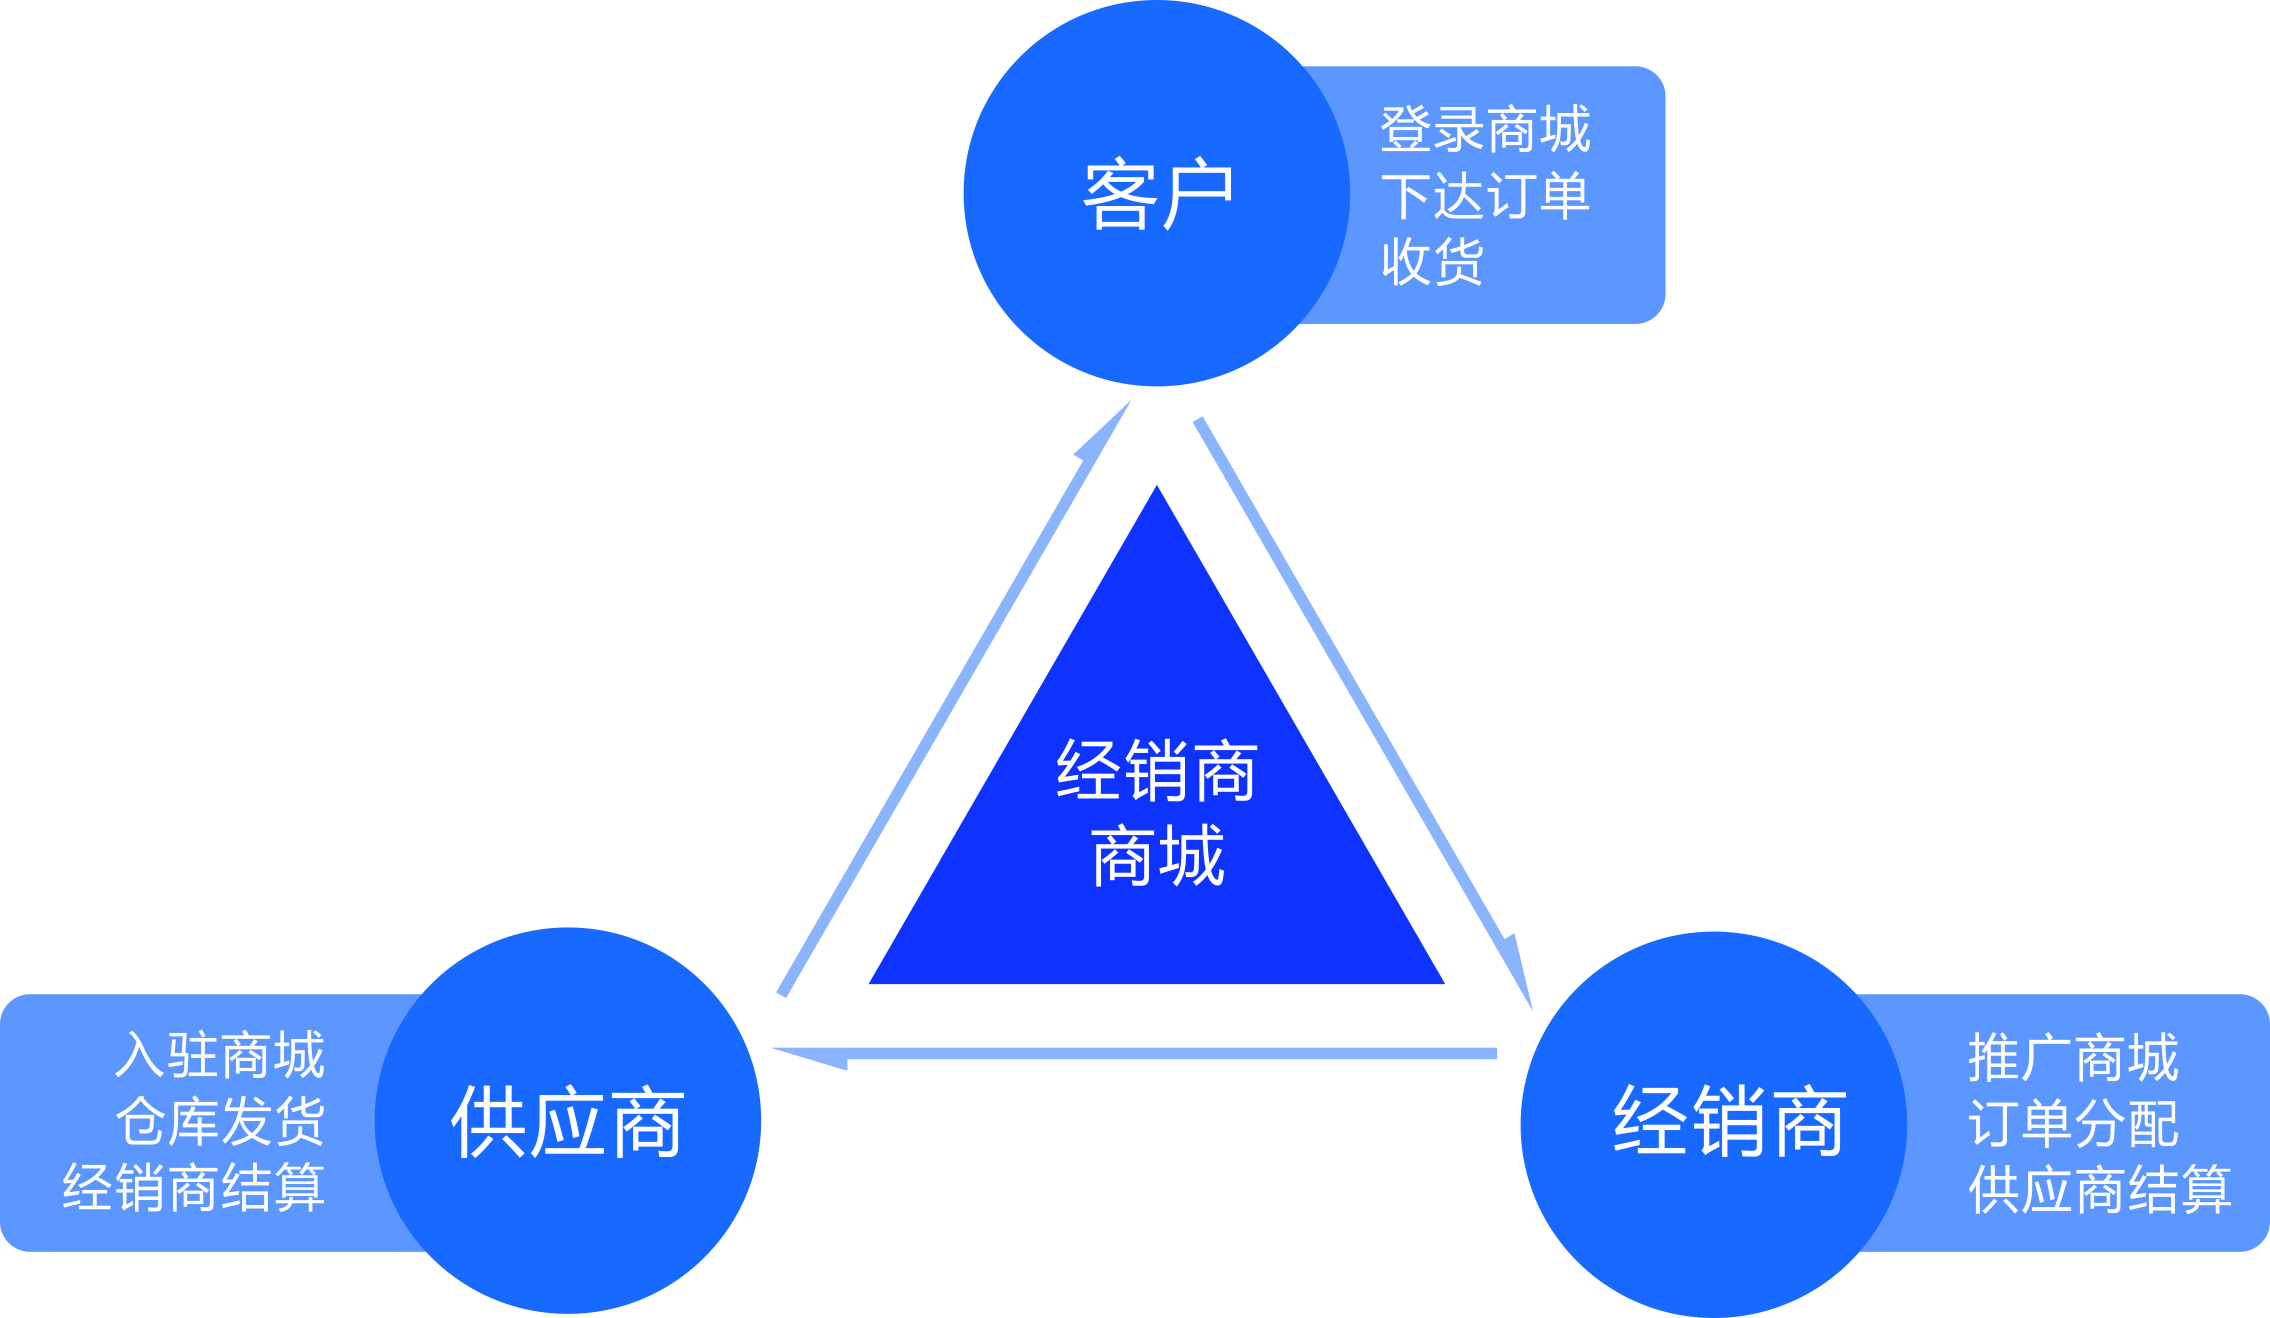 客户
登录商城
下达订单
收货
经销商
商城
入驻商城
仓库发货
经销商结算
供应商
经销商
推广商城
订单分配
供应商结算